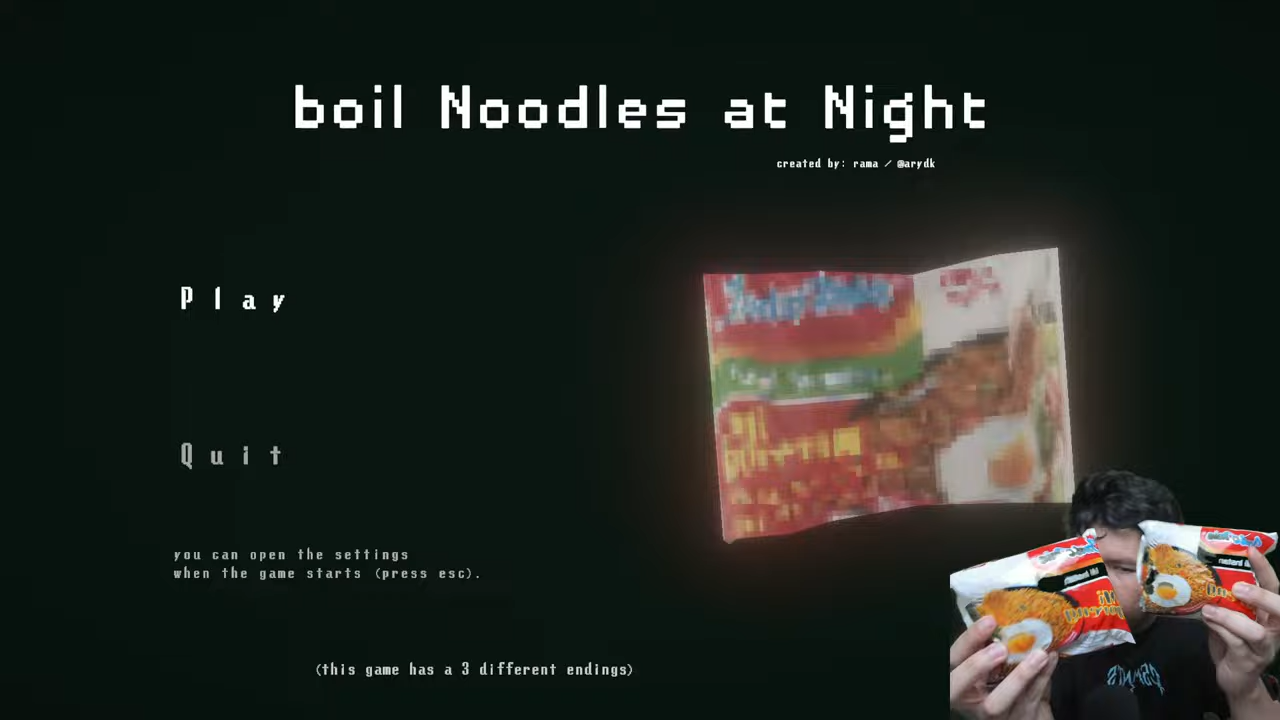 boil Noodles at Night
created by: rama / @arydk
Play
Quit
you can open the settings
when the game starts (press esc).
(this game has a 3 different endings)